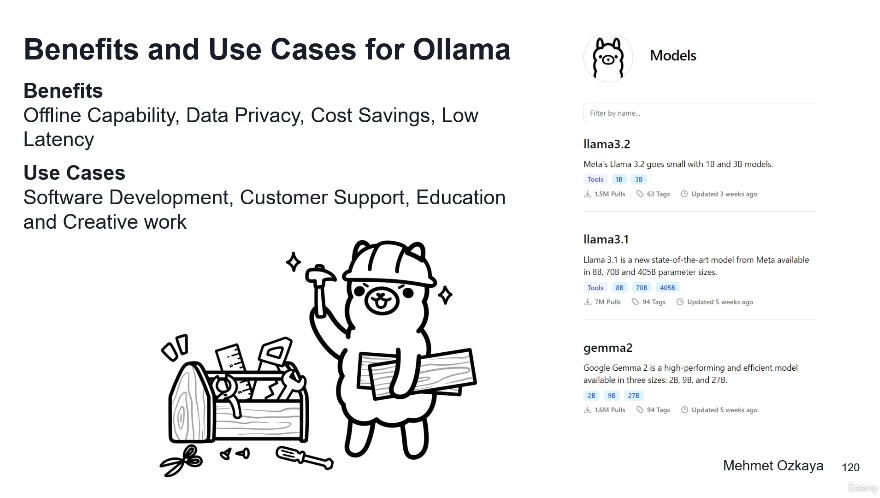 Benefits and Use Cases for Ollama
Benefits
Offline Capability, Data Privacy, Cost Savings, Low
Latency
Use Cases
Software Development, Customer Support, Education
and Creative work
Models
Filter by name...
llama3.2
Meta's Llama 3.2 goes small with 1B and 3B models.
Tools 1B 3B
1.5M Pulls 63 Tags Updated 3 weeks ago
llama3.1
Llama 3.1 is a new state-of-the-art model from Meta available
in 8B, 70B and 405B parameter sizes.
Tools 8B 70B 405B
7M Pulls 94 Tags Updated 5 weeks ago
gemma2
Google Gemma 2 is a high-performing and efficient model
available in three sizes: 2B, 9B, and 27B.
2B 9B 27B
1.6M Pulls 94 Tags Updated 5 weeks ago
Mehmet Ozkaya 120
Udemy